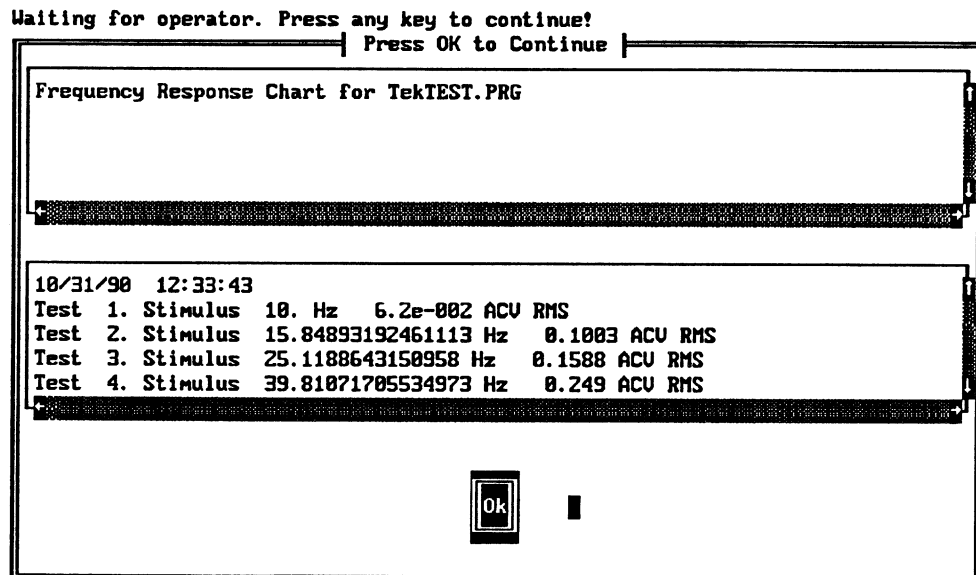 Waiting for operator. Press any key to continue!
Press OK to Continue
Frequency Response Chart for TekTEST.PRG
10/31/90 12:33:43
Test 1. Stimulus 10. Hz 6.2e-002 ACV RMS
Test 2. Stimulus 15.84893192461113 Hz 0.1003 ACV RMS
Test 3. Stimulus 25.1188643150958 Hz 0.1588 ACV RMS
Test 4. Stimulus 39.81071705534973 Hz 0.249 ACV RMS
Ok